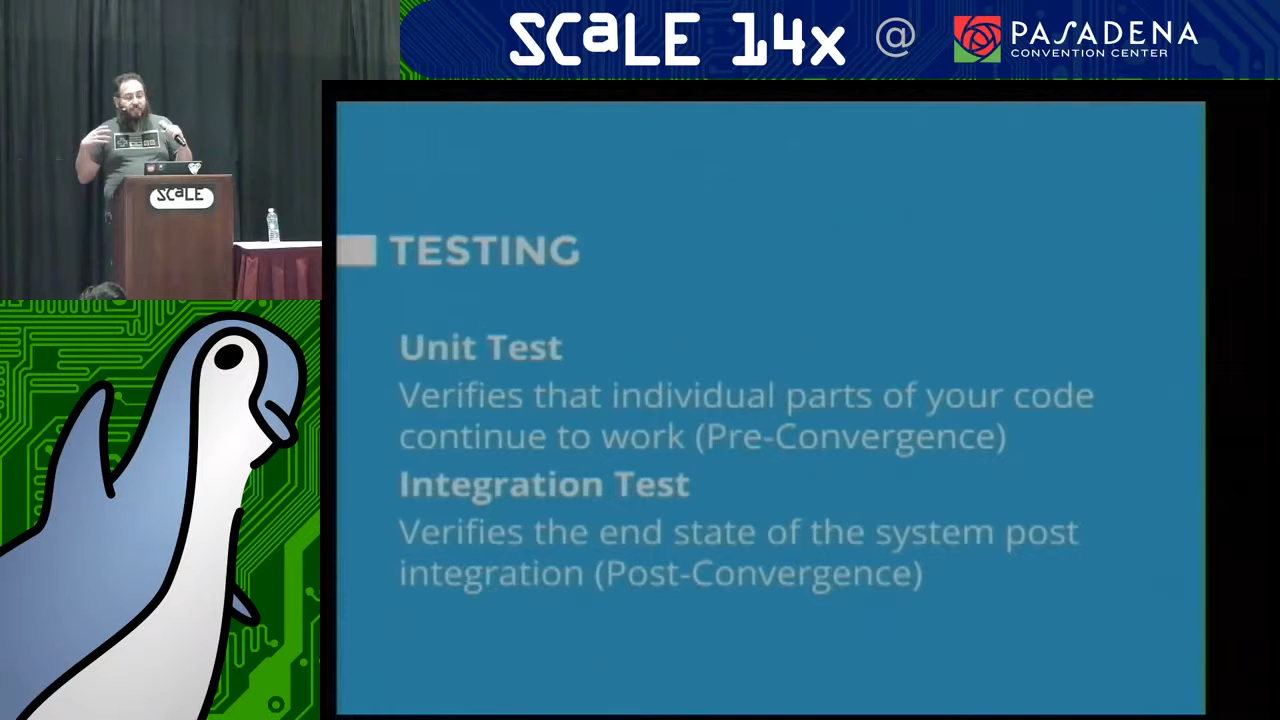 SCaLE 14x @ PASADENA
CONVENTION CENTER
SCaLE
TESTING
Unit Test
Verifies that individual parts of your code
continue to work (Pre-Convergence)
Integration Test
Verifies the end state of the system post
integration (Post-Convergence)